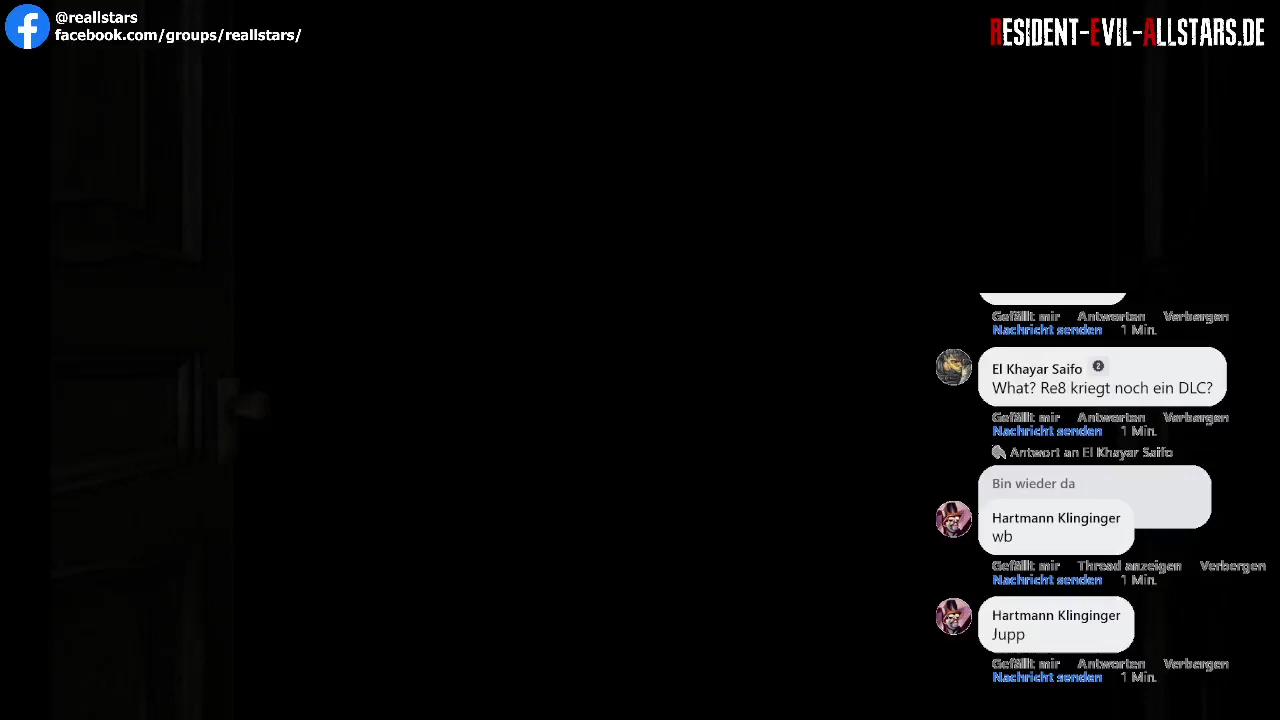 @reallstars
facebook.com/groups/reallstars/
RESIDENT-EVIL-ALLSTARS.DE
Gefällt mir Antworten Verbergen
Nachricht senden 1 Min.
El Khayar Saifo 2
What? Re8 kriegt noch ein DLC?
Gefällt mir Antworten Verbergen
Nachricht senden 1 Min.
Antwort an El Khayar Saifo
Bin wieder da
Hartmann Klinginger
wb
Gefällt mir Thread anzeigen Verbergen
Nachricht senden 1 Min.
Hartmann Klinginger
Jupp
Gefällt mir Antworten Verbergen
Nachricht senden 1 Min.